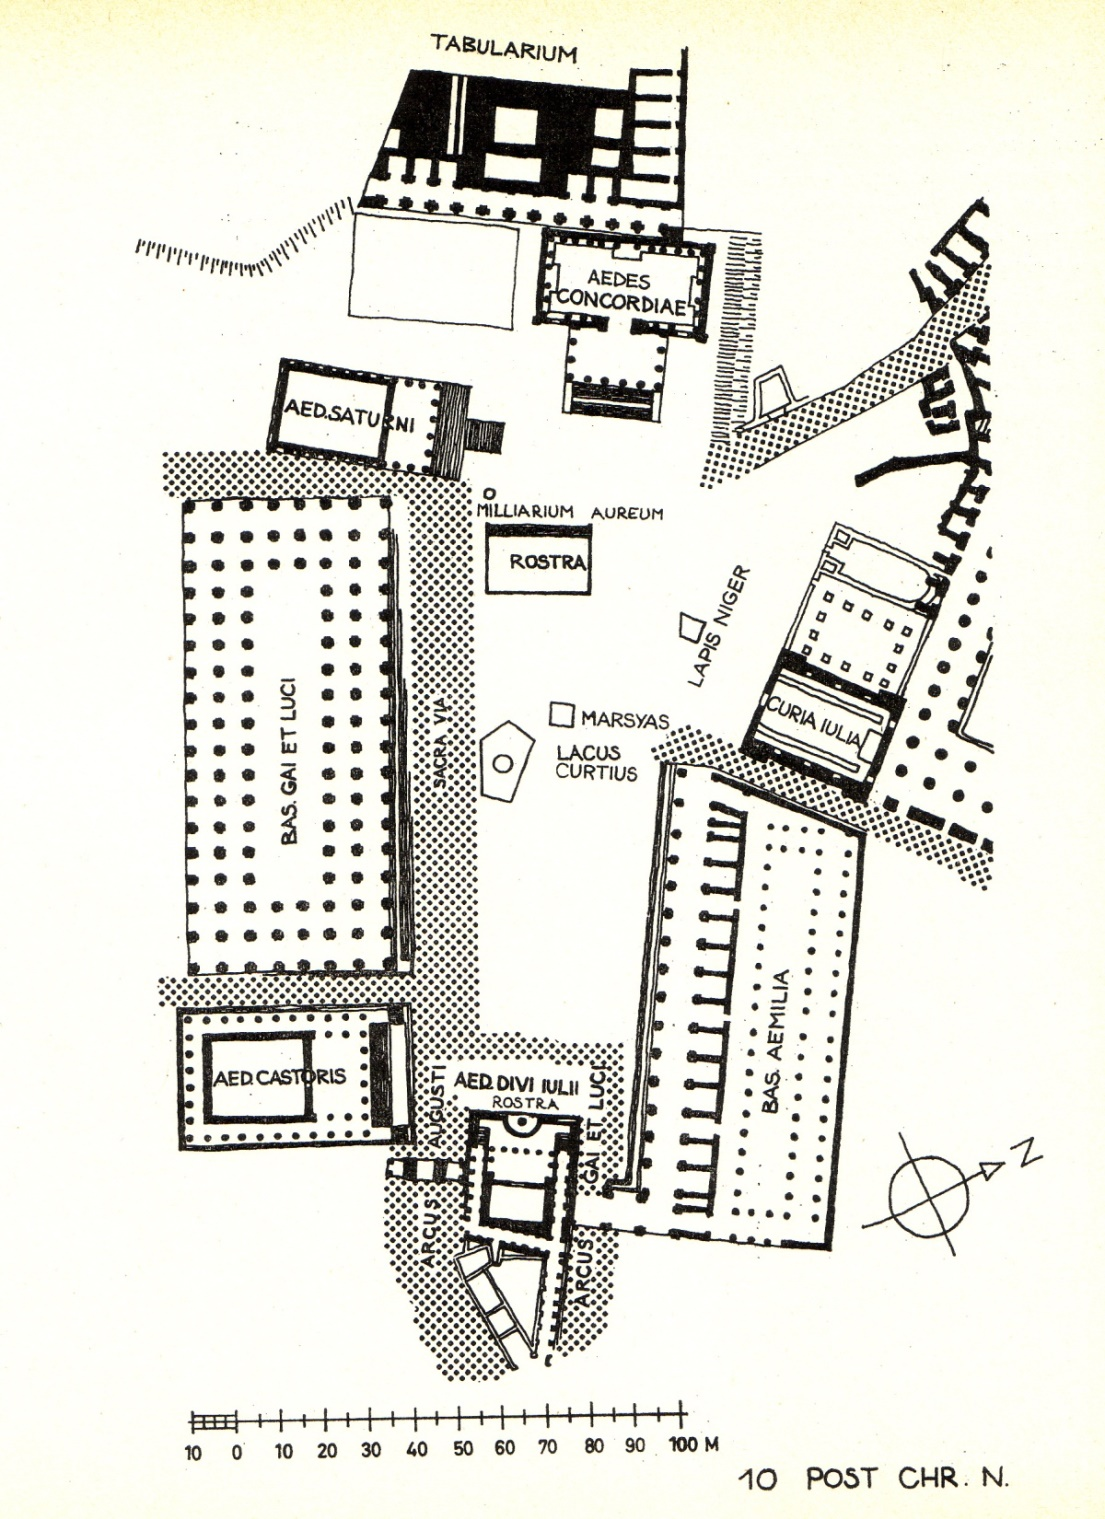 TABULARIUM
AEDES
CONCORDIAE
AED. SATURNI
MILLIARIUM AUREUM
ROSTRA
LAPIS NIGER
CURIA IULIA
BAS. GAI ET LUCI
SACRA VIA
MARSYAS
LACUS
CURTIUS
BAS. AEMILIA
AED. CASTORIS
ARCUS AUGUSTI
AED. DIVI IULII
ROSTRA
ARCUS GAI ET LUCI
N
10 0 10 20 30 40 50 60 70 80 90 100 M
10 POST CHR. N.